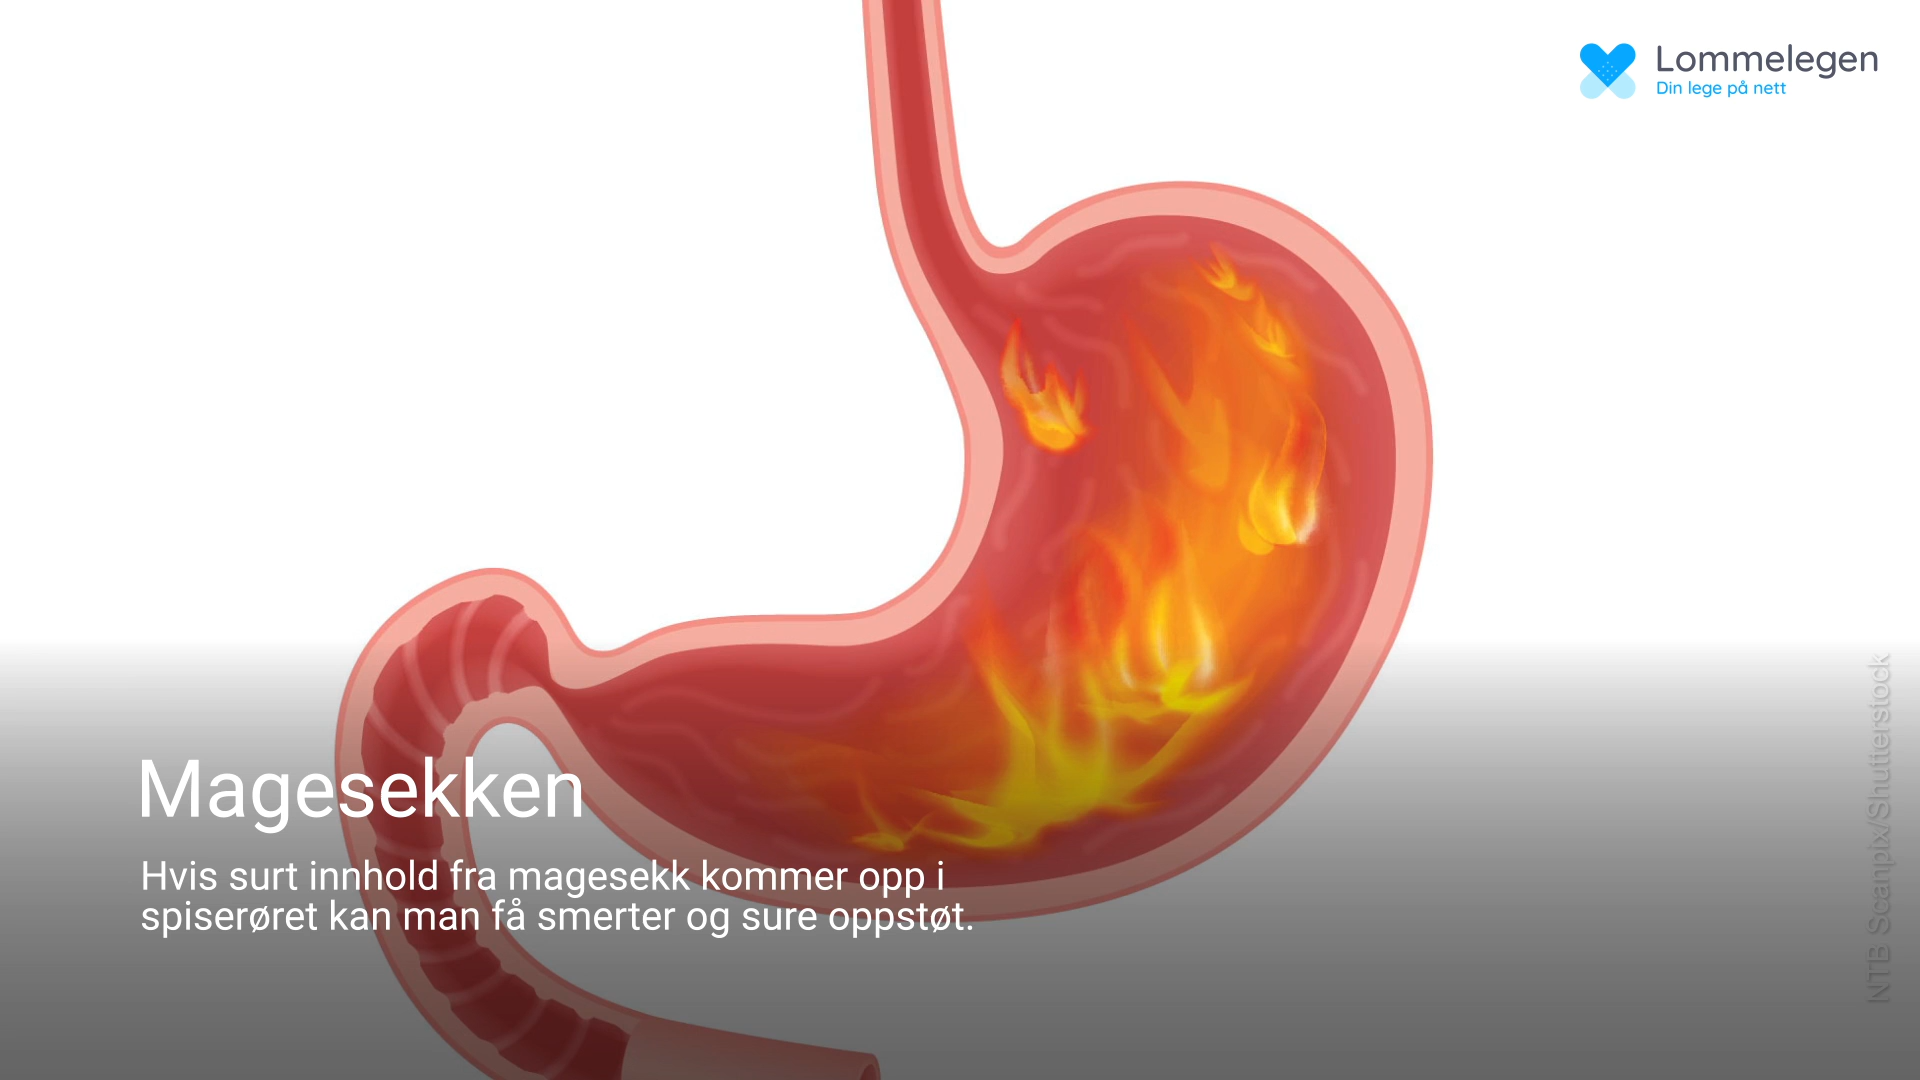 Lommelegen
Din lege på nett
Magesekken
Hvis surt innhold fra magesekk kommer opp i
spiserøret kan man få smerter og sure oppstøt.
NTB Scanpix/Shutterstock